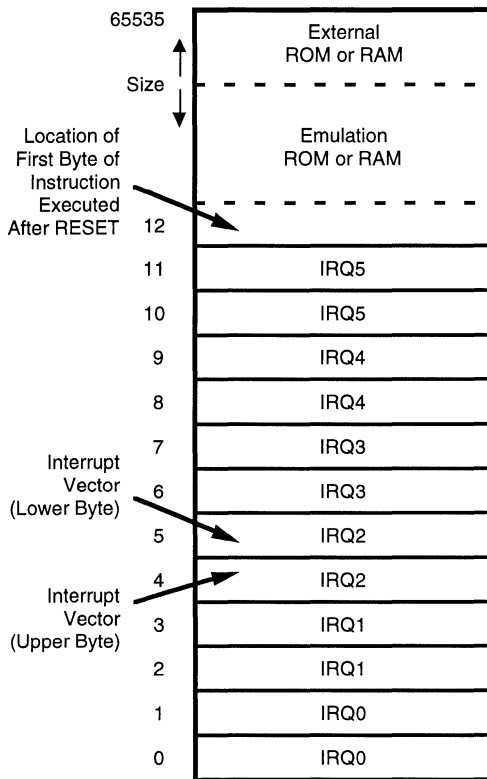 65535
External
ROM or RAM
Size
Location of
First Byte of
Instruction
Executed
After RESET
Emulation
ROM or RAM
12
11 IRQ5
10 IRQ5
9 IRQ4
8 IRQ4
7 IRQ3
Interrupt
Vector
(Lower Byte)
6 IRQ3
5 IRQ2
4 IRQ2
Interrupt
Vector
(Upper Byte)
3 IRQ1
2 IRQ1
1 IRQ0
0 IRQ0